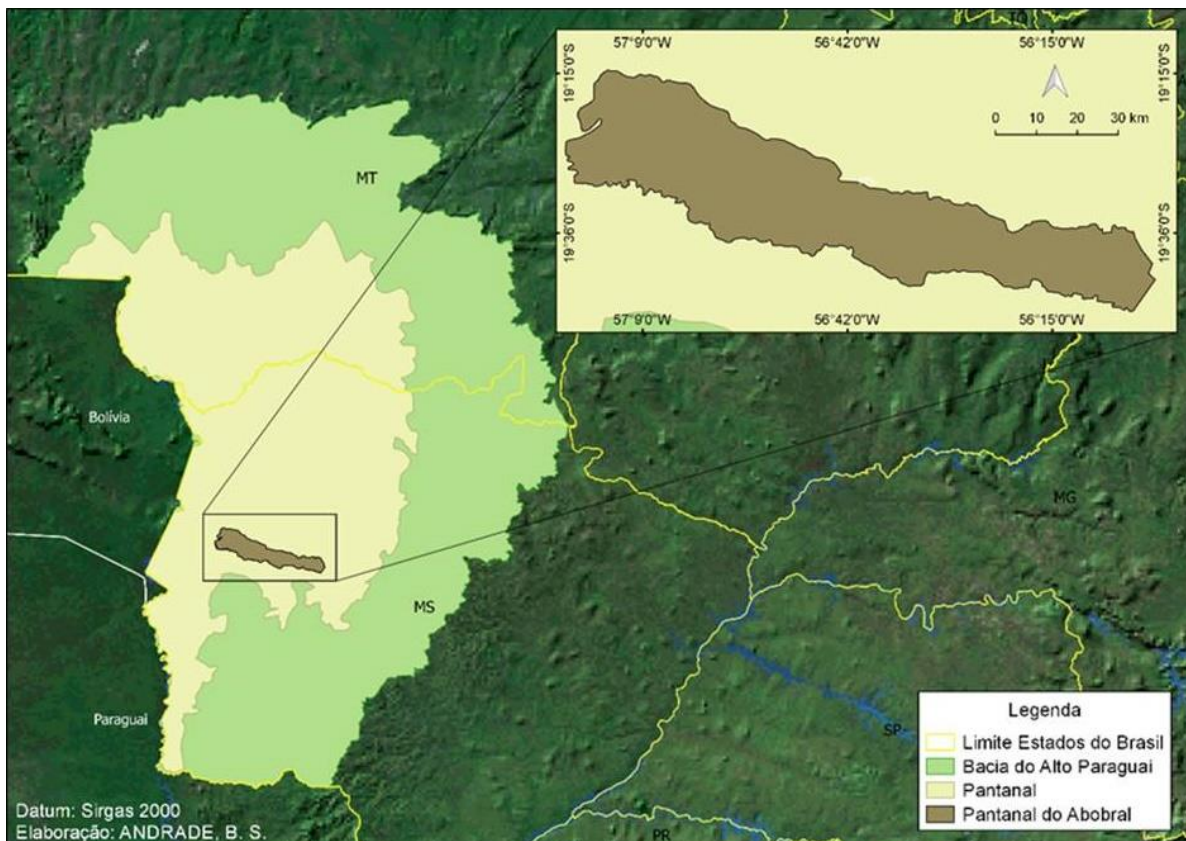 57°9'0"W 56°42'0"W 56°15'0"W
19°15'0"S 19°15'0"S
0 10 20 30 km
19°36'0"S 19°36'0"S
57°9'0"W 56°42'0"W 56°15'0"W
MT
Bolívia
MG
MS
Paraguai
SP
PR
Legenda
Limite Estados do Brasil
Bacia do Alto Paraguai
Pantanal
Pantanal do Abobral
Datum: Sirgas 2000
Elaboração: ANDRADE, B. S.